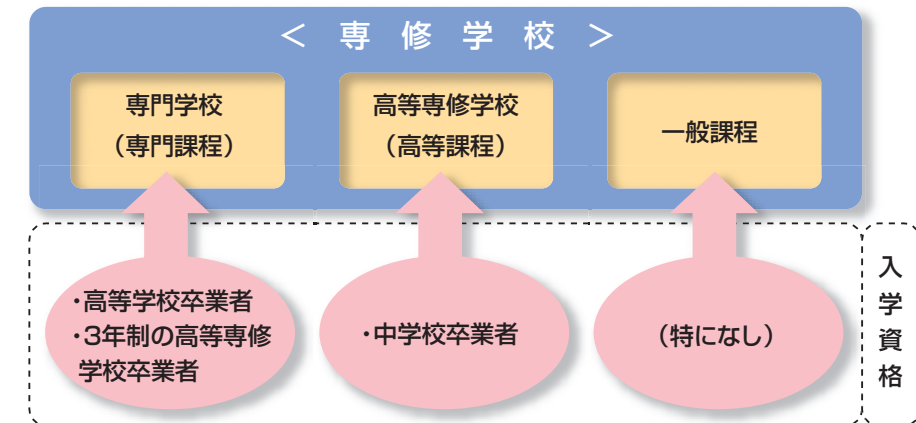 ＜ 専 修 学 校 ＞
専門学校
（専門課程）
高等専修学校
（高等課程）
一般課程
・高等学校卒業者
・3年制の高等専修
学校卒業者
・中学校卒業者
（特になし）
入
学
資
格